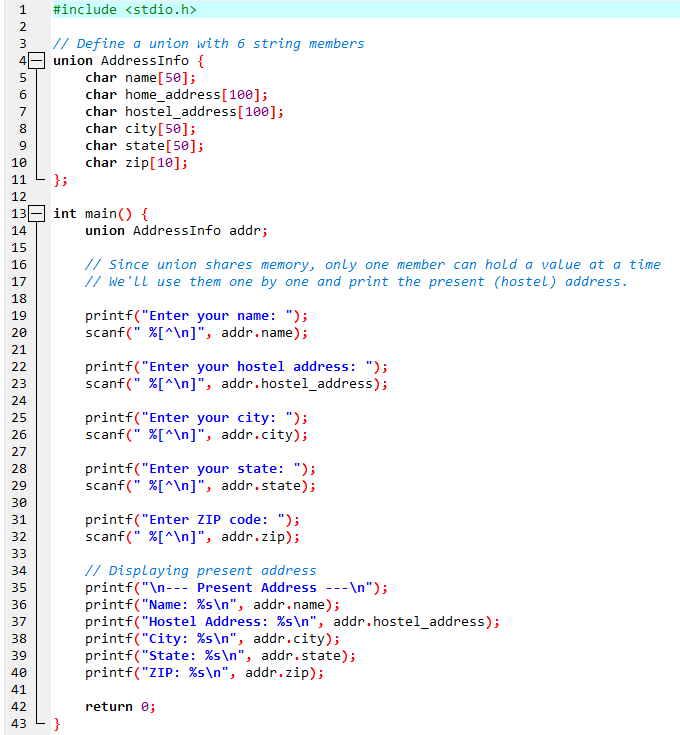 1 #include <stdio.h>
2
3 // Define a union with 6 string members
4 union AddressInfo {
5     char name[50];
6     char home_address[100];
7     char hostel_address[100];
8     char city[50];
9     char state[50];
10     char zip[10];
11 };
12
13 int main() {
14     union AddressInfo addr;
15
16     // Since union shares memory, only one member can hold a value at a time
17     // We'll use them one by one and print the present (hostel) address.
18
19     printf("Enter your name: ");
20     scanf(" %[^\n]", addr.name);
21
22     printf("Enter your hostel address: ");
23     scanf(" %[^\n]", addr.hostel_address);
24
25     printf("Enter your city: ");
26     scanf(" %[^\n]", addr.city);
27
28     printf("Enter your state: ");
29     scanf(" %[^\n]", addr.state);
30
31     printf("Enter ZIP code: ");
32     scanf(" %[^\n]", addr.zip);
33
34     // Displaying present address
35     printf("\n--- Present Address ---\n");
36     printf("Name: %s\n", addr.name);
37     printf("Hostel Address: %s\n", addr.hostel_address);
38     printf("City: %s\n", addr.city);
39     printf("State: %s\n", addr.state);
40     printf("ZIP: %s\n", addr.zip);
41
42     return 0;
43 }